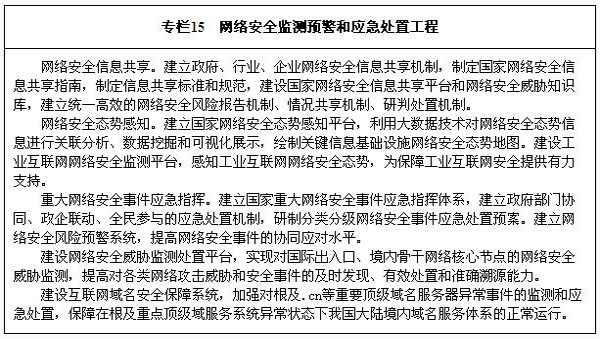 专栏15　网络安全监测预警和应急处置工程
网络安全信息共享。建立政府、行业、企业网络安全信息共享机制，制定国家网络安全信
息共享指南，制定信息共享标准和规范，建设国家网络安全信息共享平台和网络安全威胁知识
库，建立统一高效的网络安全风险报告机制、情况共享机制、研判处置机制。
网络安全态势感知。建立国家网络安全态势感知平台，利用大数据技术对网络安全态势信
息进行关联分析、数据挖掘和可视化展示，绘制关键信息基础设施网络安全态势地图。建设工
业互联网网络安全监测平台，感知工业互联网网络安全态势，为保障工业互联网安全提供有力
支持。
重大网络安全事件应急指挥。建立国家重大网络安全事件应急指挥体系，建立政府部门协
同、政企联动、全民参与的应急处置机制，研制分类分级网络安全事件应急处置预案。建立网
络安全风险预警系统，提高网络安全事件的协同应对水平。
建设网络安全威胁监测处置平台，实现对国际出入口、境内骨干网络核心节点的网络安全
威胁监测，提高对各类网络攻击威胁和安全事件的及时发现、有效处置和准确溯源能力。
建设互联网域名安全保障系统，加强对根及.cn等重要顶级域名服务器异常事件的监测和应
急处置，保障在根及重点顶级域服务系统异常状态下我国大陆境内域名服务体系的正常运行。